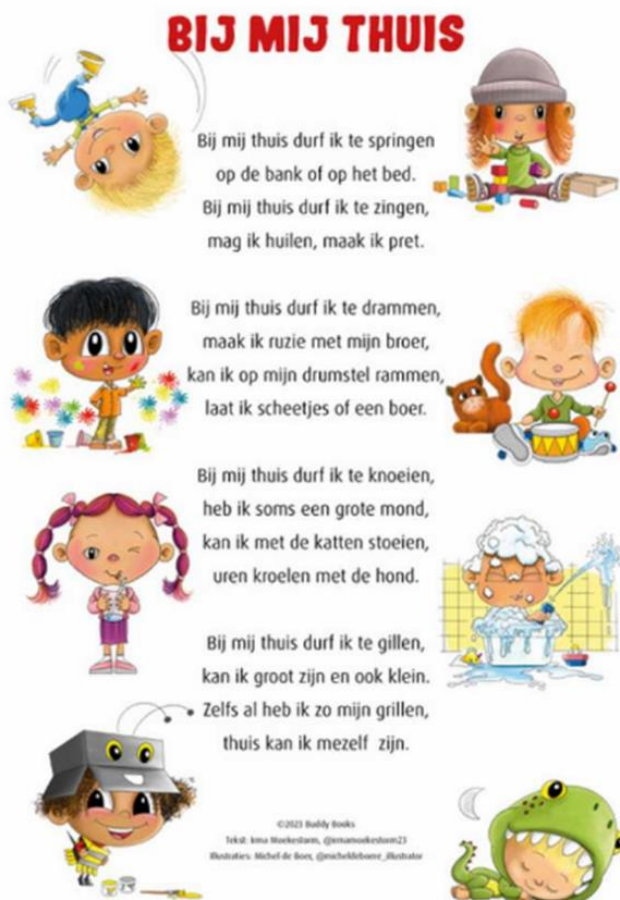 BIJ MIJ THUIS
Bij mij thuis durf ik te springen
op de bank of op het bed.
Bij mij thuis durf ik te zingen,
mag ik huilen, maak ik pret.
Bij mij thuis durf ik te drammen,
maak ik ruzie met mijn broer,
kan ik op mijn drumstel rammen,
laat ik scheetjes of een boer.
Bij mij thuis durf ik te knoeien,
heb ik soms een grote mond,
kan ik met de katten stoeien,
uren kroelen met de hond.
Bij mij thuis durf ik te gillen,
kan ik groot zijn en ook klein.
Zelfs al heb ik zo mijn grillen,
thuis kan ik mezelf zijn.
©2023 Buddy Books
Tekst: Irma Moekestorm, @irmamoekestorm23
Illustraties: Michel de Boer, @micheldeboere_illustrator